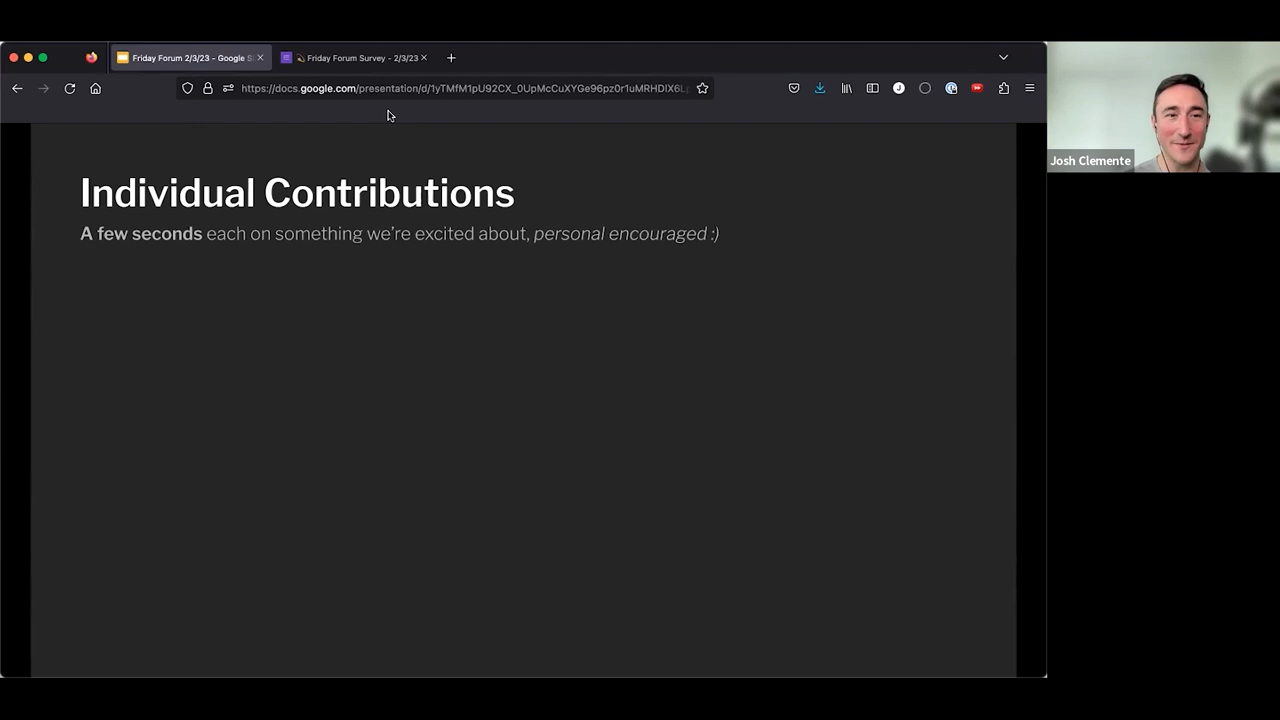 Friday Forum 2/3/23 - Google S
Friday Forum Survey - 2/3/23
https://docs.google.com/presentation/d/1yTMfM1pU92CX_0UpMcCuXYGe96pz0r1uMRHDIX6L
J
Josh Clemente
Individual Contributions
A few seconds each on something we're excited about, personal encouraged :)